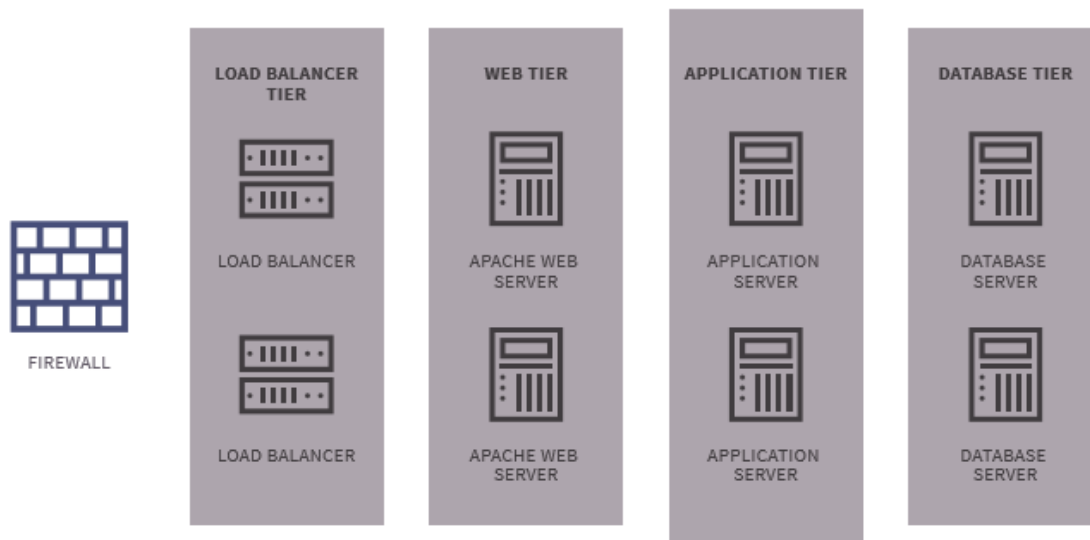 LOAD BALANCER
TIER
WEB TIER
APPLICATION TIER
DATABASE TIER
LOAD BALANCER
APACHE WEB
SERVER
APPLICATION
SERVER
DATABASE
SERVER
FIREWALL
LOAD BALANCER
APACHE WEB
SERVER
APPLICATION
SERVER
DATABASE
SERVER